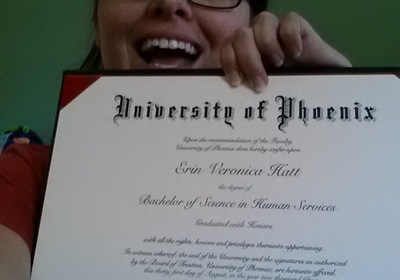 University of Phoenix
Upon the recommendation of the Faculty,
University of Phoenix does hereby confer upon
Erin Veronica Hatt
the degree of
Bachelor of Science in Human Services
Graduated with Honors
with all the rights, honors and privileges thereunto appertaining.
In witness whereof, the seal of the University and the signatures as authorized
by the Board of Trustees, University of Phoenix, are hereunto affixed,
this thirty first day of August, in the year two thousand